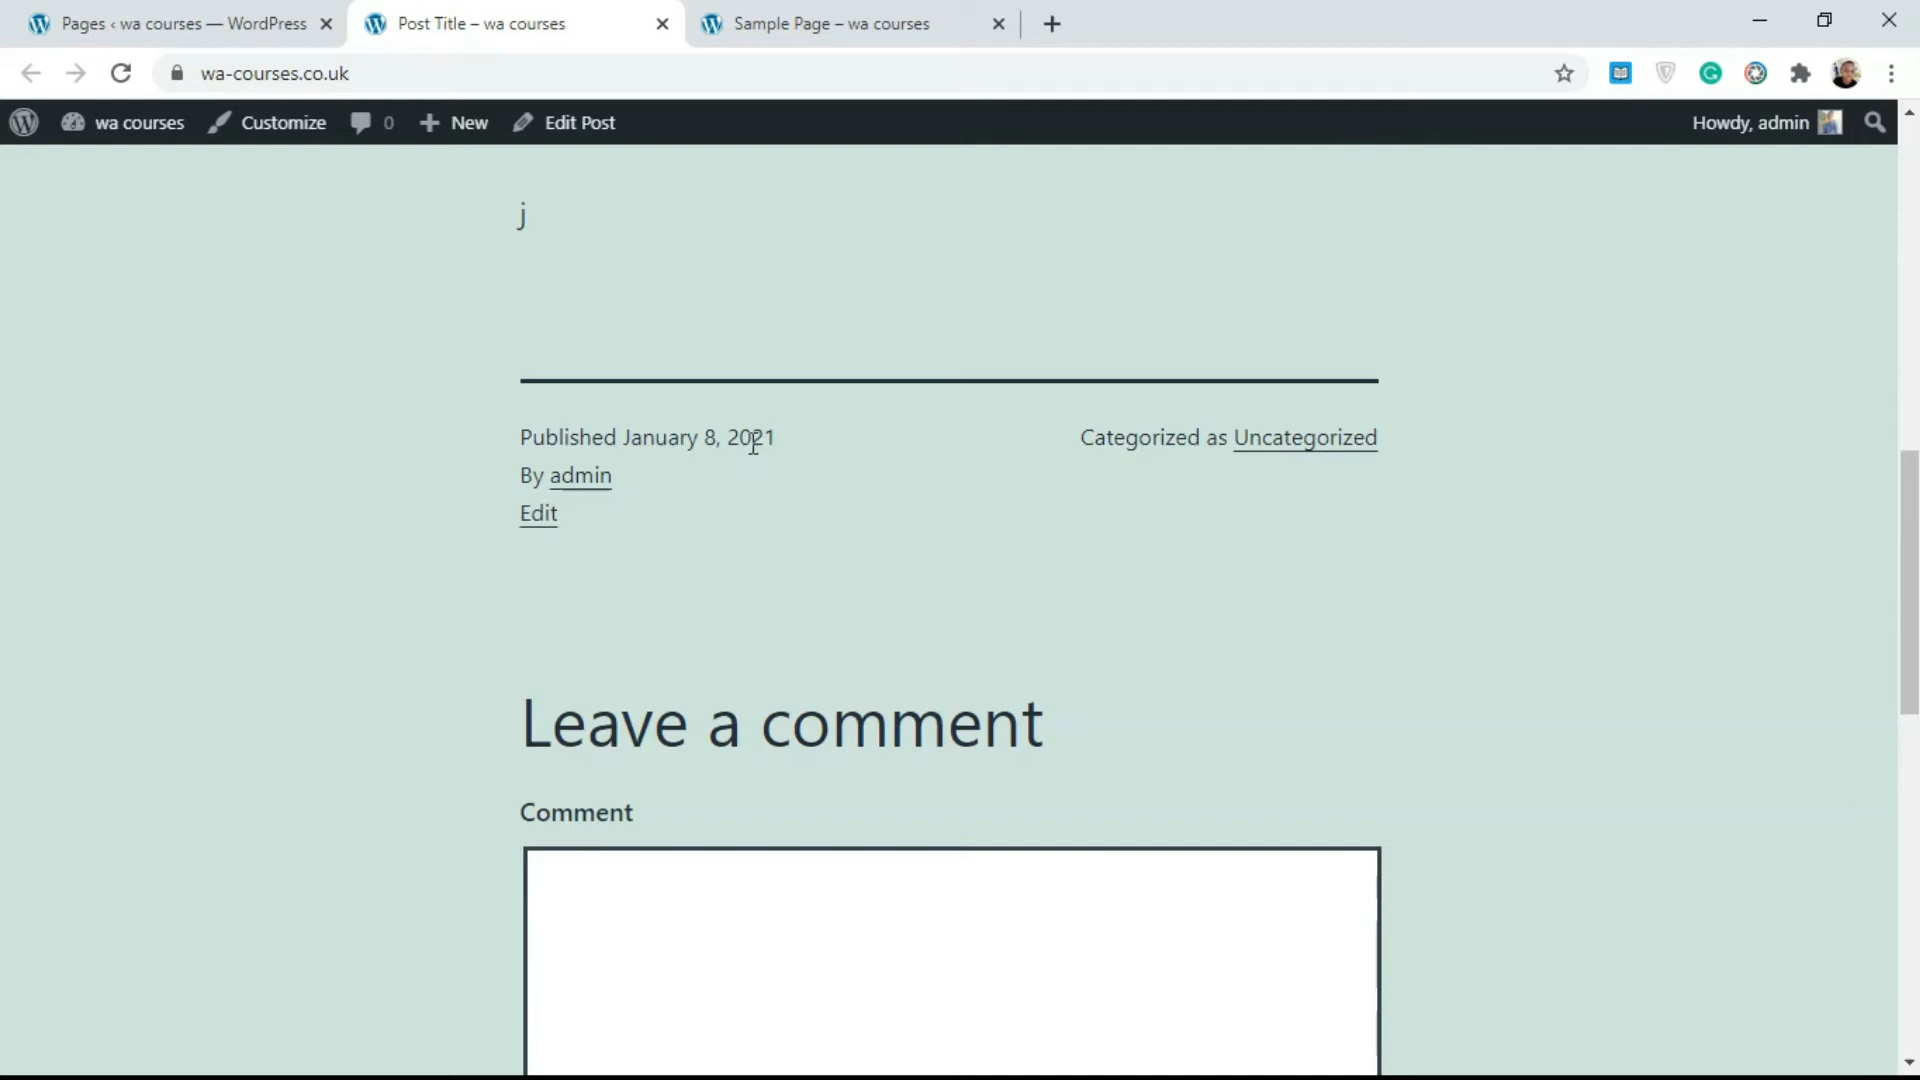 Pages ‹ wa courses — WordPress
Post Title – wa courses
Sample Page – wa courses
wa-courses.co.uk
wa courses
Customize
0
New
Edit Post
Howdy, admin
j
Published January 8, 2021
Categorized as Uncategorized
By admin
Edit
Leave a comment
Comment